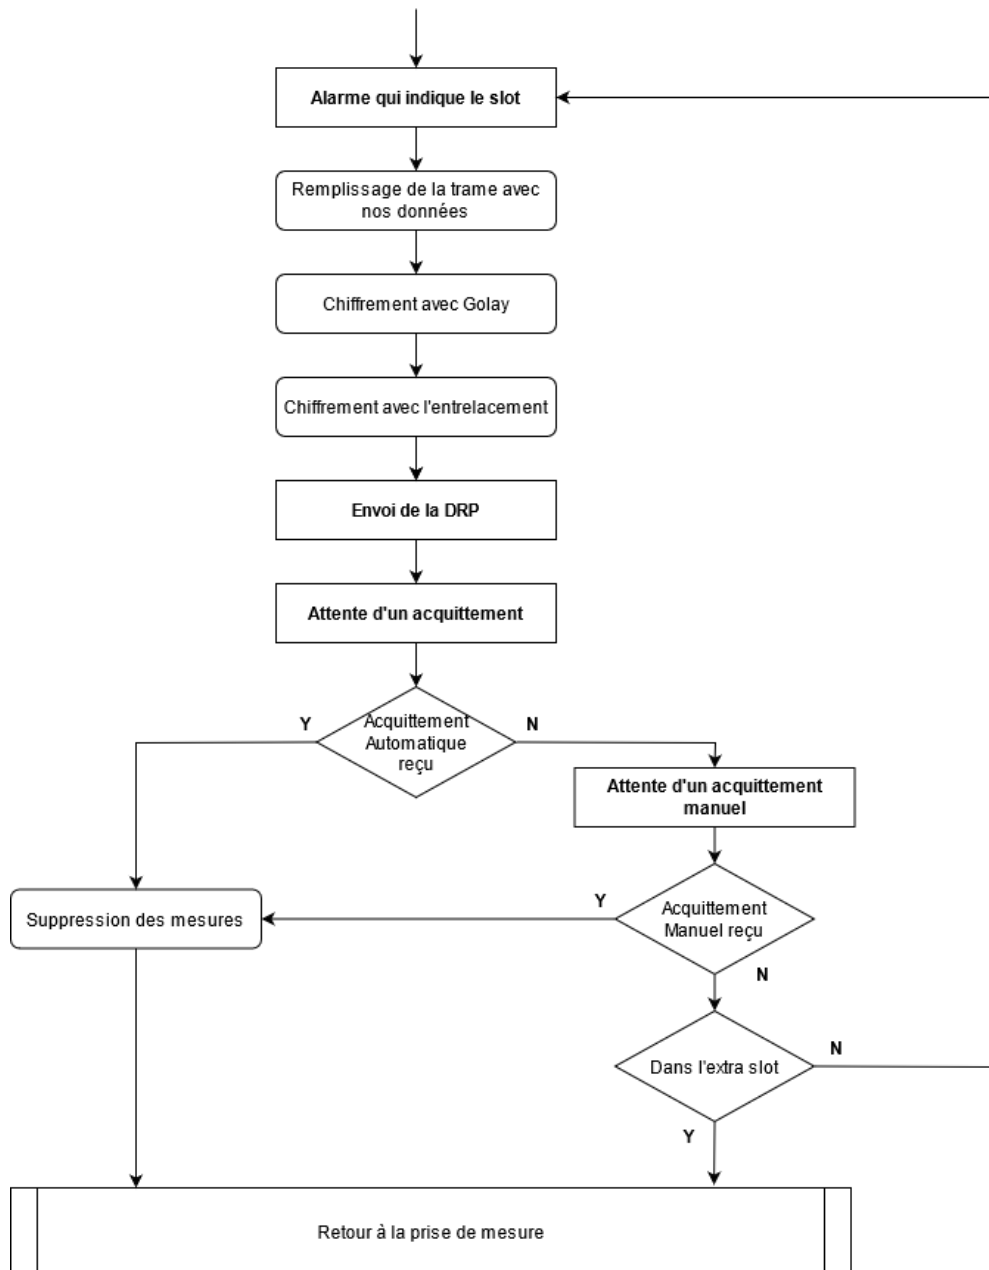 Alarme qui indique le slot
Remplissage de la trame avec
nos données
Chiffrement avec Golay
Chiffrement avec l'entrelacement
Envoi de la DRP
Attente d'un acquittement
Y
Acquittement
Automatique
reçu
N
Attente d'un acquittement
manuel
Suppression des mesures
Y
Acquittement
Manuel reçu
N
Dans l'extra slot
N
Y
Retour à la prise de mesure